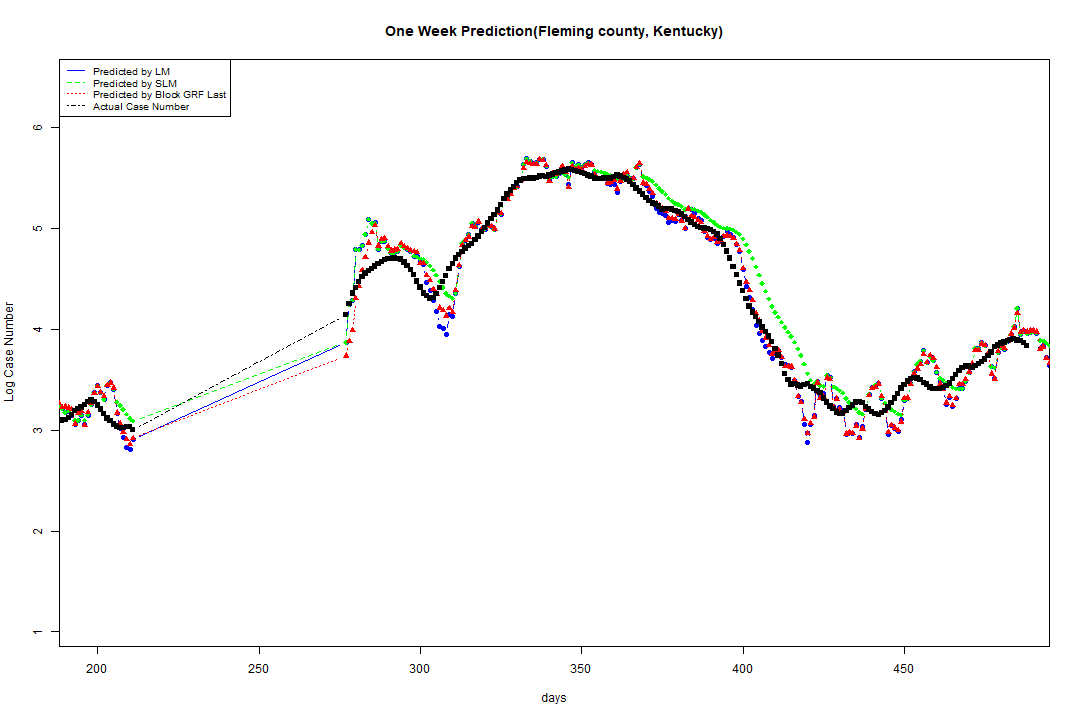 One Week Prediction(Fleming county, Kentucky)
Predicted by LM
Predicted by SLM
Predicted by Block GRF Last
Actual Case Number
6
5
4
3
2
1
Log Case Number
200 250 300 350 400 450
days